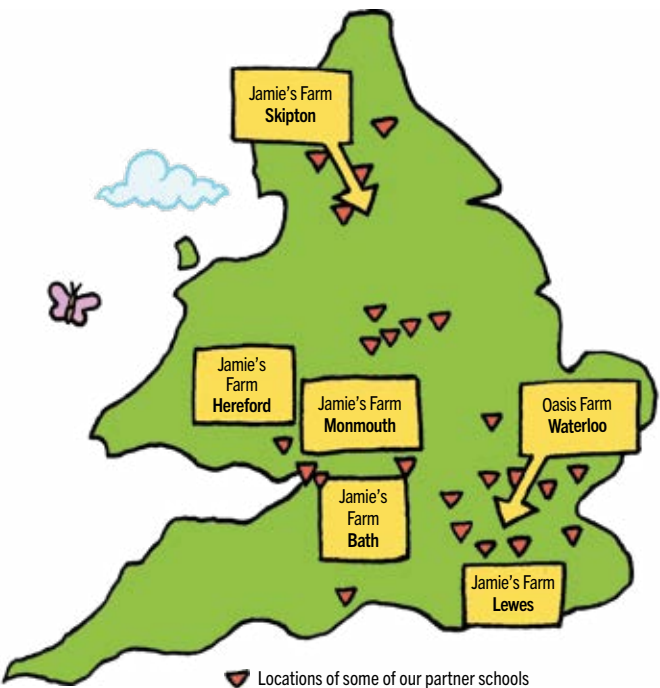 Jamie's Farm
Skipton
Jamie's
Farm
Hereford
Jamie's Farm
Monmouth
Oasis Farm
Waterloo
Jamie's
Farm
Bath
Jamie's Farm
Lewes
Locations of some of our partner schools